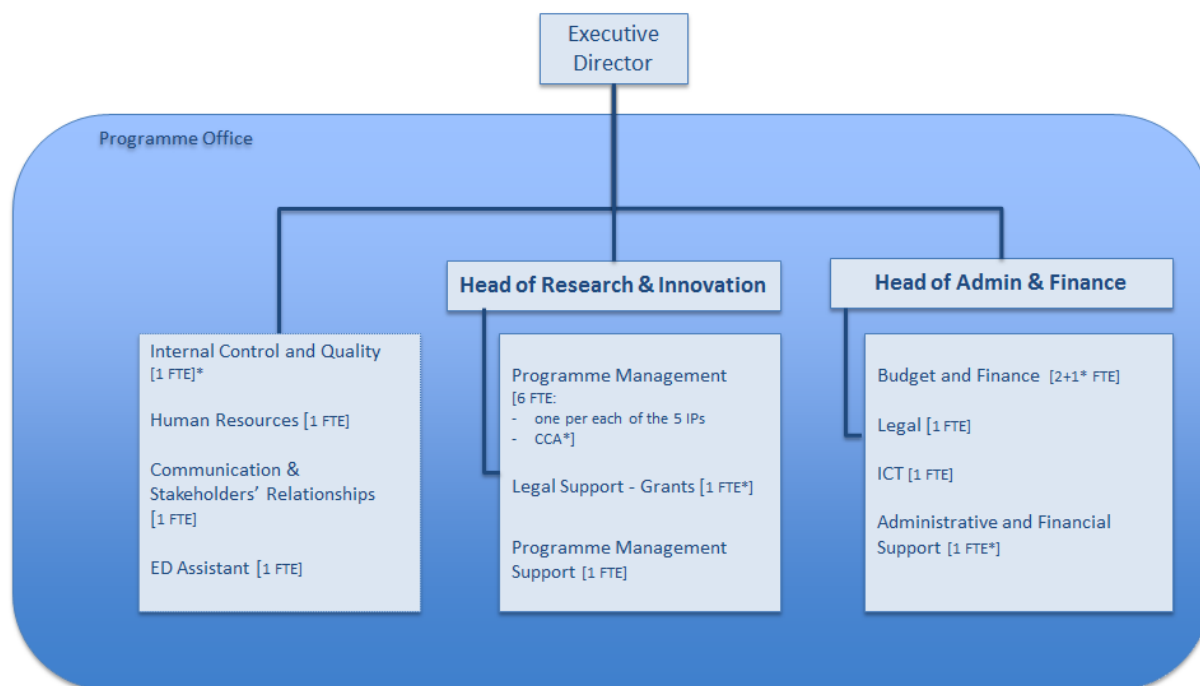 Executive
Director
Programme Office
Head of Research & Innovation
Head of Admin & Finance
Internal Control and Quality
[1 FTE]*
Human Resources [1 FTE]
Communication &
Stakeholders’ Relationships
[1 FTE]
ED Assistant [1 FTE]
Programme Management
[6 FTE:
- one per each of the 5 IPs
- CCA*]
Legal Support - Grants [1 FTE*]
Programme Management
Support [1 FTE]
Budget and Finance [2+1* FTE]
Legal [1 FTE]
ICT [1 FTE]
Administrative and Financial
Support [1 FTE*]